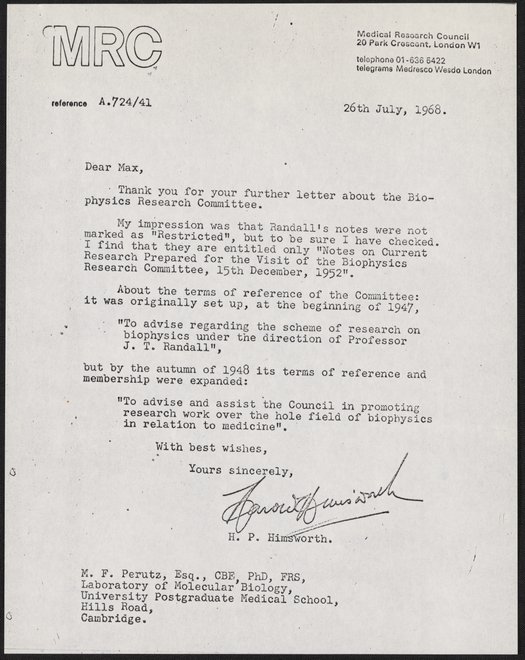 MRC
Medical Research Council
20 Park Crescent, London W1
telephone 01-636 6422
telegrams Medresco Wesdo London
reference A.724/41
26th July, 1968.
Dear Max,
Thank you for your further letter about the Bio-
physics Research Committee.
My impression was that Randall's notes were not
marked as "Restricted", but to be sure I have checked.
I find that they are entitled only "Notes on Current
Research Prepared for the Visit of the Biophysics
Research Committee, 15th December, 1952".
About the terms of reference of the Committee:
it was originally set up, at the beginning of 1947,
"To advise regarding the scheme of research on
biophysics under the direction of Professor
J. T. Randall",
but by the autumn of 1948 its terms of reference and
membership were expanded:
"To advise and assist the Council in promoting
research work over the hole field of biophysics
in relation to medicine".
With best wishes,
Yours sincerely,
Harold Himsworth
H. P. Himsworth.
M. F. Perutz, Esq., CBE, PhD, FRS,
Laboratory of Molecular Biology,
University Postgraduate Medical School,
Hills Road,
Cambridge.